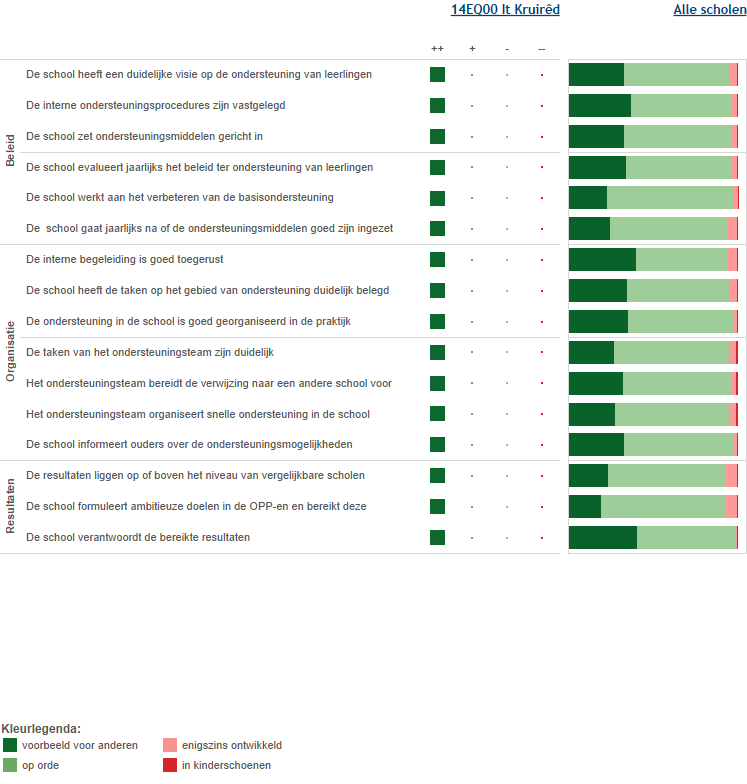 14EQ00 It Kruirêd Alle scholen
++ + - --
Beleid
De school heeft een duidelijke visie op de ondersteuning van leerlingen
De interne ondersteuningsprocedures zijn vastgelegd
De school zet ondersteuningsmiddelen gericht in
De school evalueert jaarlijks het beleid ter ondersteuning van leerlingen
De school werkt aan het verbeteren van de basisondersteuning
De school gaat jaarlijks na of de ondersteuningsmiddelen goed zijn ingezet
Organisatie
De interne begeleiding is goed toegerust
De school heeft de taken op het gebied van ondersteuning duidelijk belegd
De ondersteuning in de school is goed georganiseerd in de praktijk
De taken van het ondersteuningsteam zijn duidelijk
Het ondersteuningsteam bereidt de verwijzing naar een andere school voor
Het ondersteuningsteam organiseert snelle ondersteuning in de school
De school informeert ouders over de ondersteuningsmogelijkheden
Resultaten
De resultaten liggen op of boven het niveau van vergelijkbare scholen
De school formuleert ambitieuze doelen in de OPP-en en bereikt deze
De school verantwoordt de bereikte resultaten
Kleurlegenda:
voorbeeld voor anderen enigszins ontwikkeld
op orde in kinderschoenen